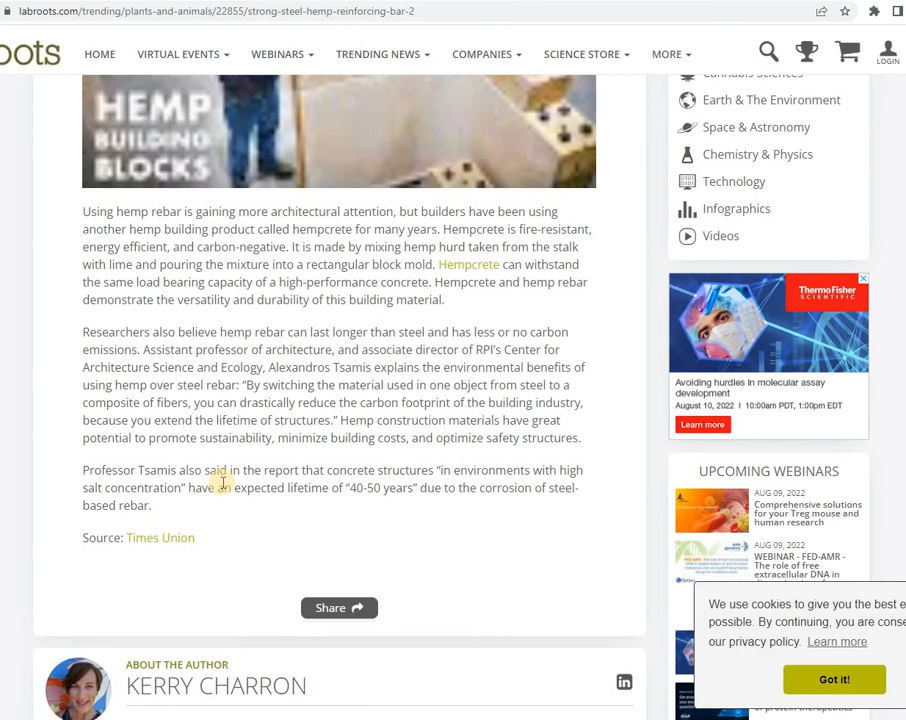 labroots.com/trending/plants-and-animals/22855/strong-steel-hemp-reinforcing-bar-2
oots
HOME VIRTUAL EVENTS WEBINARS TRENDING NEWS COMPANIES SCIENCE STORE MORE LOGIN
HEMP
BUILDING
BLOCKS
Using hemp rebar is gaining more architectural attention, but builders have been using
another hemp building product called hempcrete for many years. Hempcrete is fire-resistant,
energy efficient, and carbon-negative. It is made by mixing hemp hurd taken from the stalk
with lime and pouring the mixture into a rectangular block mold. Hempcrete can withstand
the same load bearing capacity of a high-performance concrete. Hempcrete and hemp rebar
demonstrate the versatility and durability of this building material.
Researchers also believe hemp rebar can last longer than steel and has less or no carbon
emissions. Assistant professor of architecture, and associate director of RPI’s Center for
Architecture Science and Ecology, Alexandros Tsamis explains the environmental benefits of
using hemp over steel rebar: “By switching the material used in one object from steel to a
composite of fibers, you can drastically reduce the carbon footprint of the building industry,
because you extend the lifetime of structures.” Hemp construction materials have great
potential to promote sustainability, minimize building costs, and optimize safety structures.
Professor Tsamis also said in the report that concrete structures “in environments with high
salt concentration” have an expected lifetime of “40-50 years” due to the corrosion of steel-
based rebar.
Source: Times Union
Share
ABOUT THE AUTHOR
KERRY CHARRON
Cannabis Sciences
Earth & The Environment
Space & Astronomy
Chemistry & Physics
Technology
Infographics
Videos
ThermoFisher
SCIENTIFIC
Avoiding hurdles in molecular assay
development
August 10, 2022 | 10:00am PDT, 1:00pm EDT
Learn more
UPCOMING WEBINARS
AUG 09, 2022
Comprehensive solutions
for your Treg mouse and
human research
AUG 09, 2022
WEBINAR - FED-AMR -
The role of free
extracellular DNA in
We use cookies to give you the best e
possible. By continuing, you are conse
our privacy policy. Learn more
Got it!
of protein therapeutics